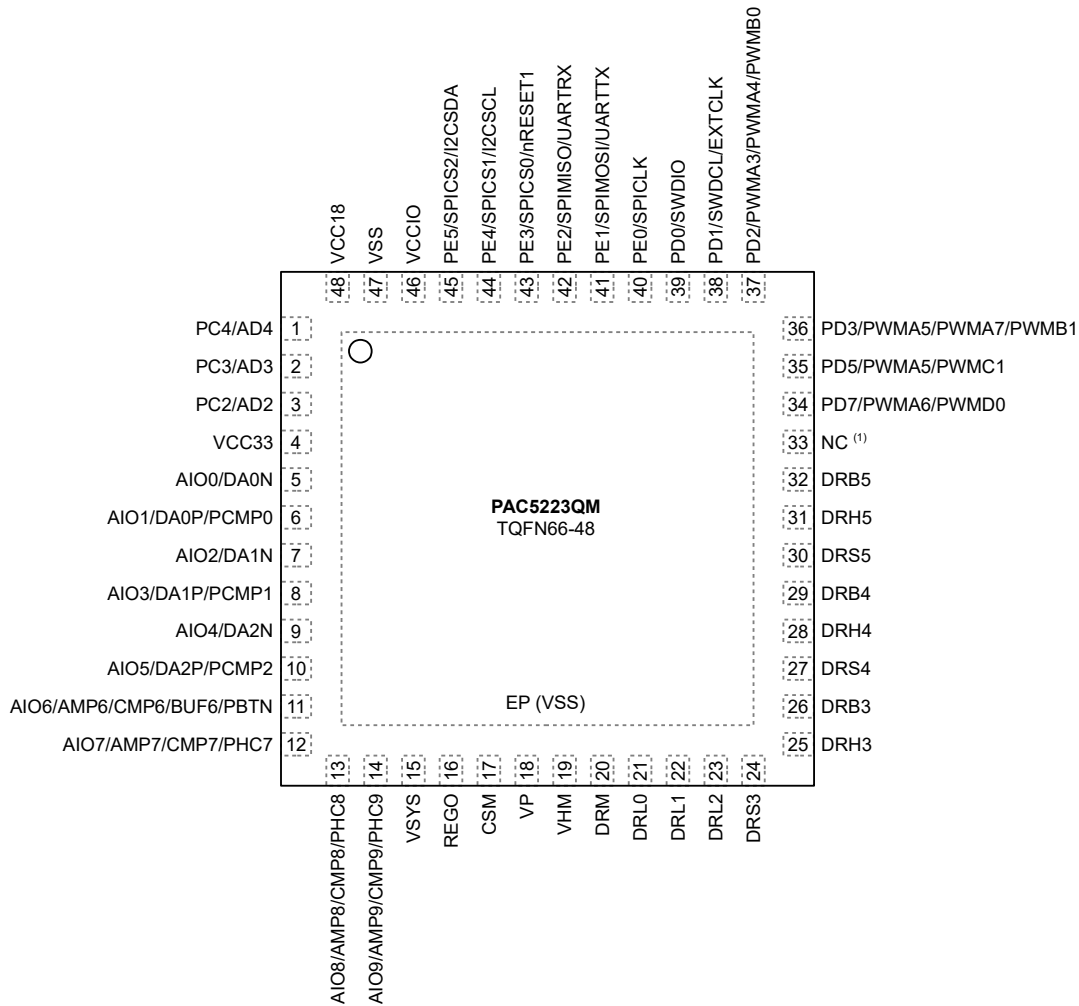 PD2/PWMA3/PWMA4/PWMB0
PD1/SWDCL/EXTCLK
PD0/SWDIO
PE0/SPICLK
PE1/SPIMOSI/UARTTX
PE2/SPIMISO/UARTRX
PE3/SPICS0/nRESET1
PE4/SPICS1/I2CSCL
PE5/SPICS2/I2CSDA
VCCIO
VSS
VCC18
48 47 46 45 44 43 42 41 40 39 38 37
PC4/AD4 1
PC3/AD3 2
PC2/AD2 3
VCC33 4
AIO0/DA0N 5
AIO1/DA0P/PCMP0 6
AIO2/DA1N 7
AIO3/DA1P/PCMP1 8
AIO4/DA2N 9
AIO5/DA2P/PCMP2 10
AIO6/AMP6/CMP6/BUF6/PBTN 11
AIO7/AMP7/CMP7/PHC7 12
PAC5223QM
TQFN66-48
EP (VSS)
36 PD3/PWMA5/PWMA7/PWMB1
35 PD5/PWMA5/PWMC1
34 PD7/PWMA6/PWMD0
33 NC (1)
32 DRB5
31 DRH5
30 DRS5
29 DRB4
28 DRH4
27 DRS4
26 DRB3
25 DRH3
13 14 15 16 17 18 19 20 21 22 23 24
AIO8/AMP8/CMP8/PHC8
AIO9/AMP9/CMP9/PHC9
VSYS
REGO
CSM
VP
VHM
DRM
DRL0
DRL1
DRL2
DRS3